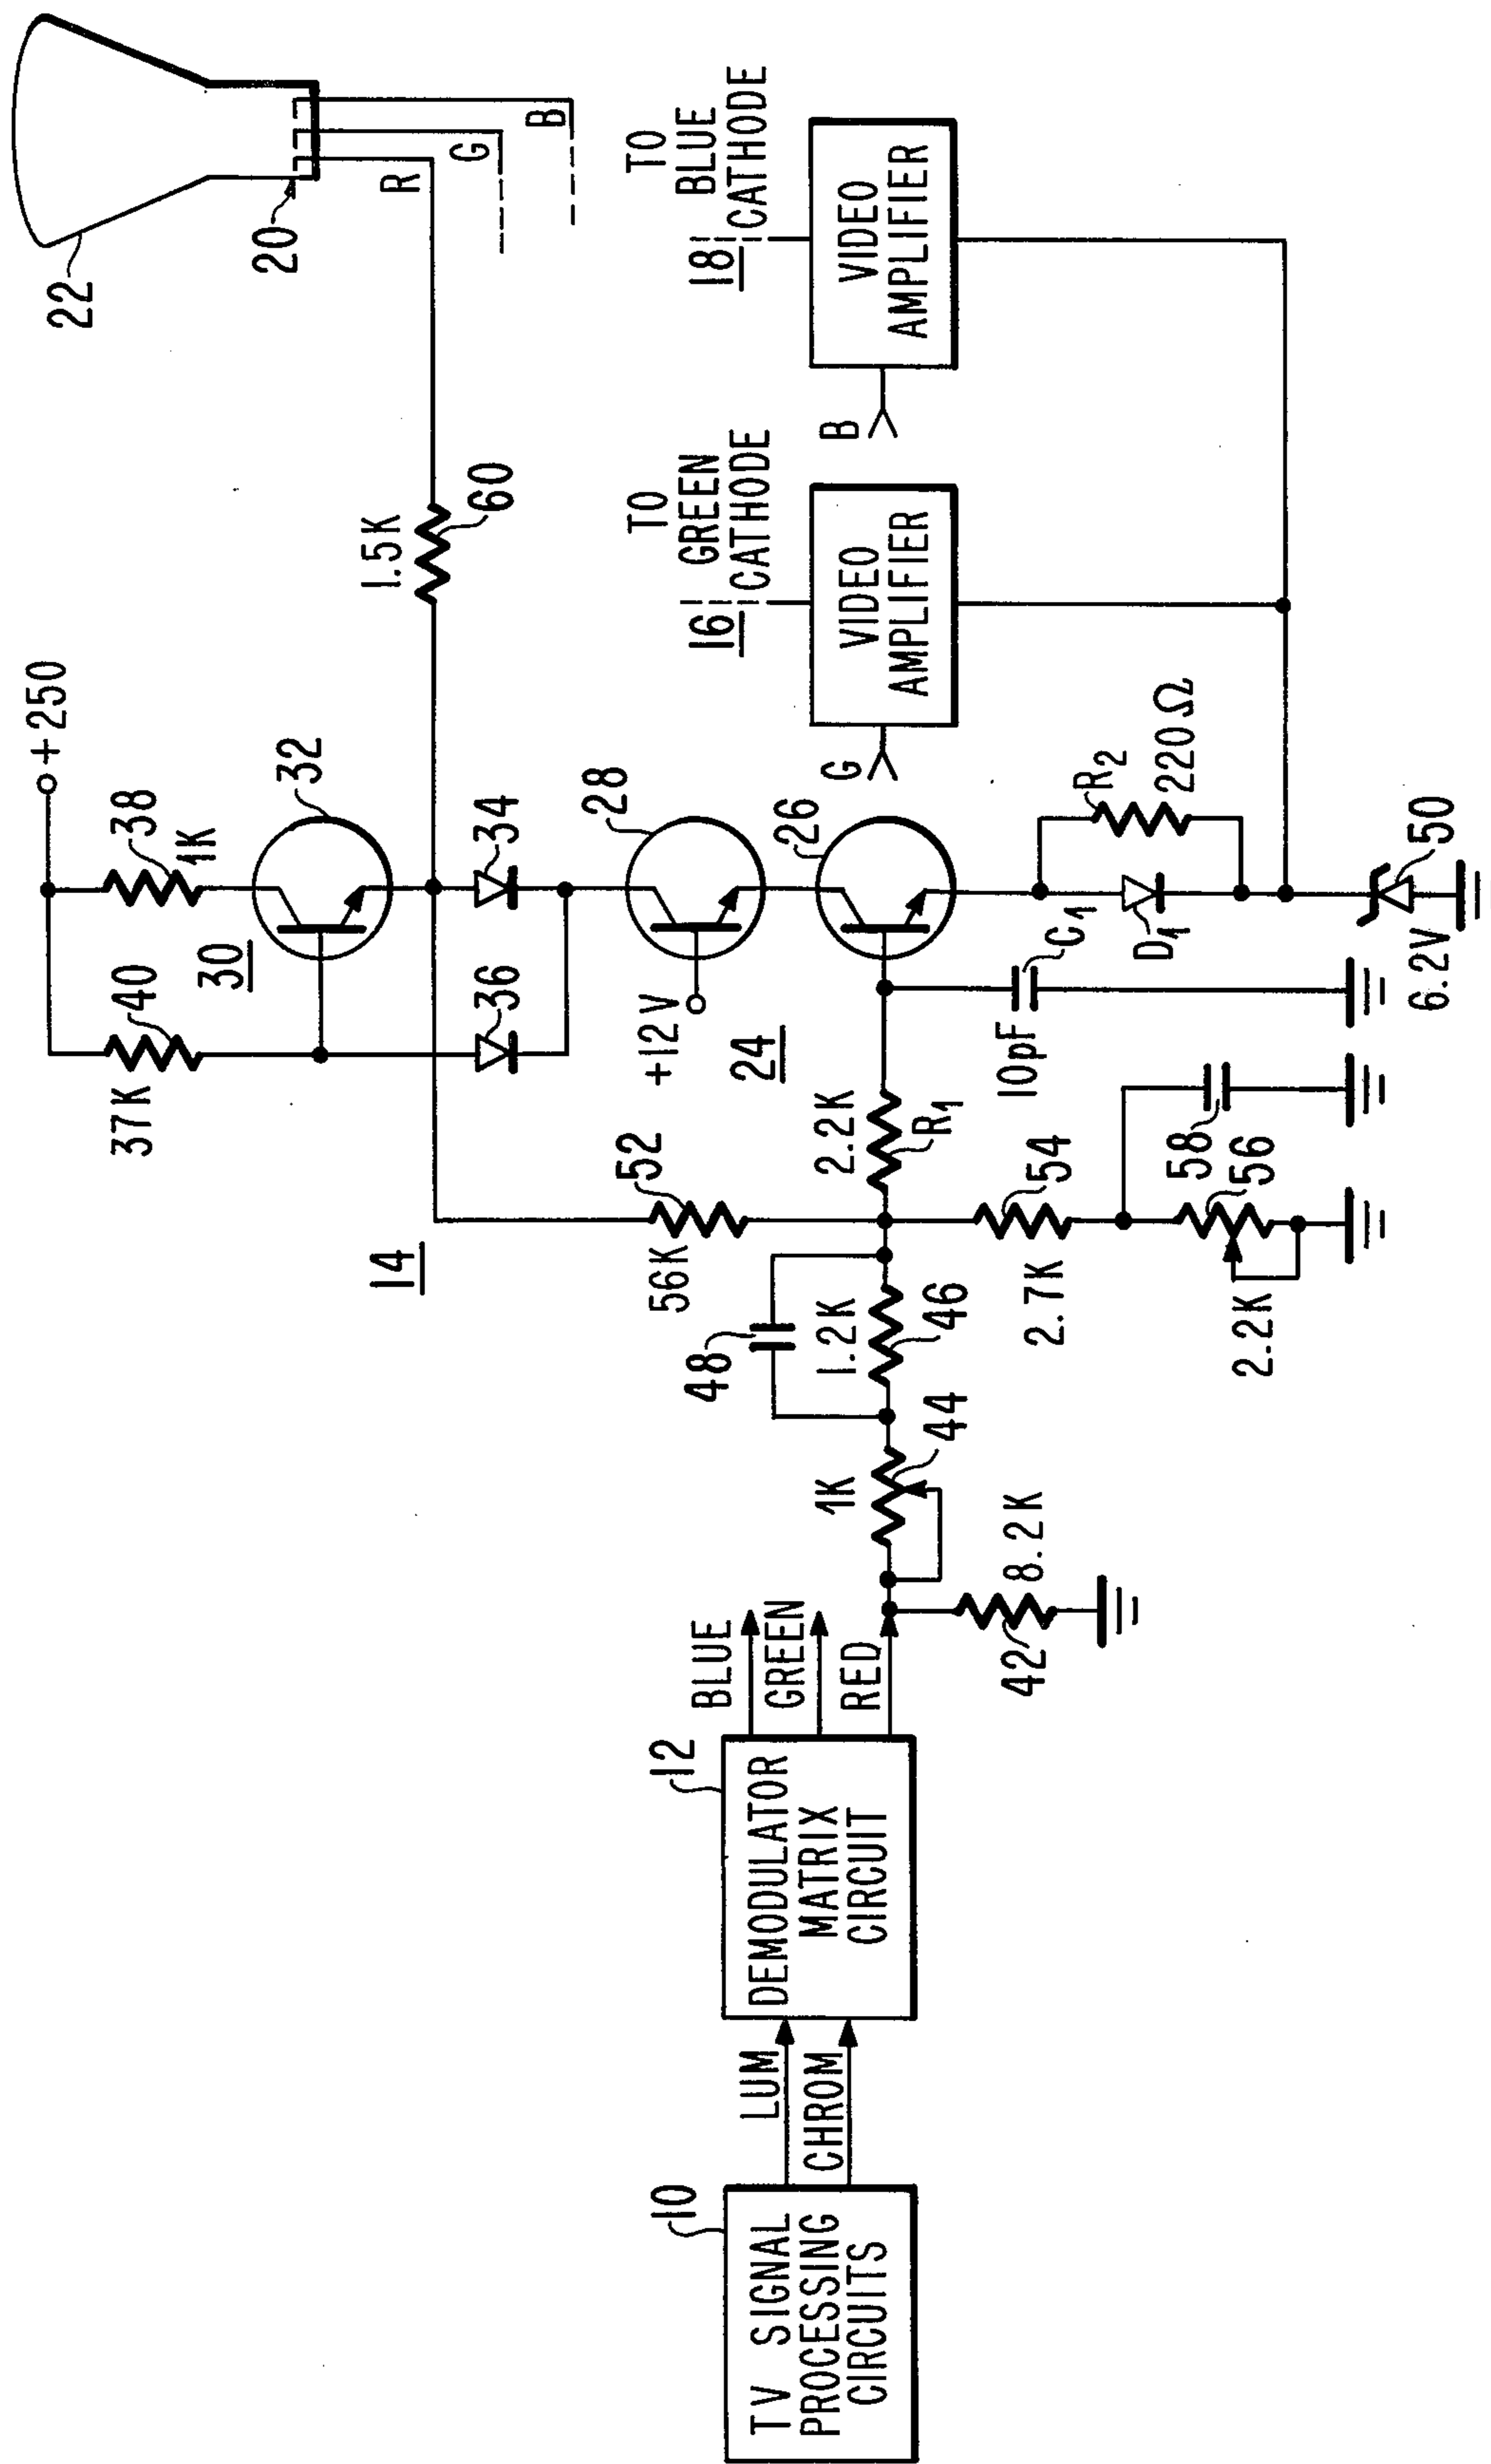 10
TV SIGNAL
PROCESSING
CIRCUITS
LUM
CHROM
12
DEMODULATOR
MATRIX
CIRCUIT
BLUE
GREEN
RED
42
8.2K
1K
44
48
1.2K
46
14
56K
52
2.7K
54
2.2K
56
58
2.2K
R1
10pF
C1
+12V
24
26
28
37K
40
30
36
34
32
38
1K
+250
D1
R2
220Ω
6.2V
50
1.5K
60
G
VIDEO
AMPLIFIER
16
TO
GREEN
CATHODE
B
VIDEO
AMPLIFIER
18
TO
BLUE
CATHODE
R
G
B
20
22